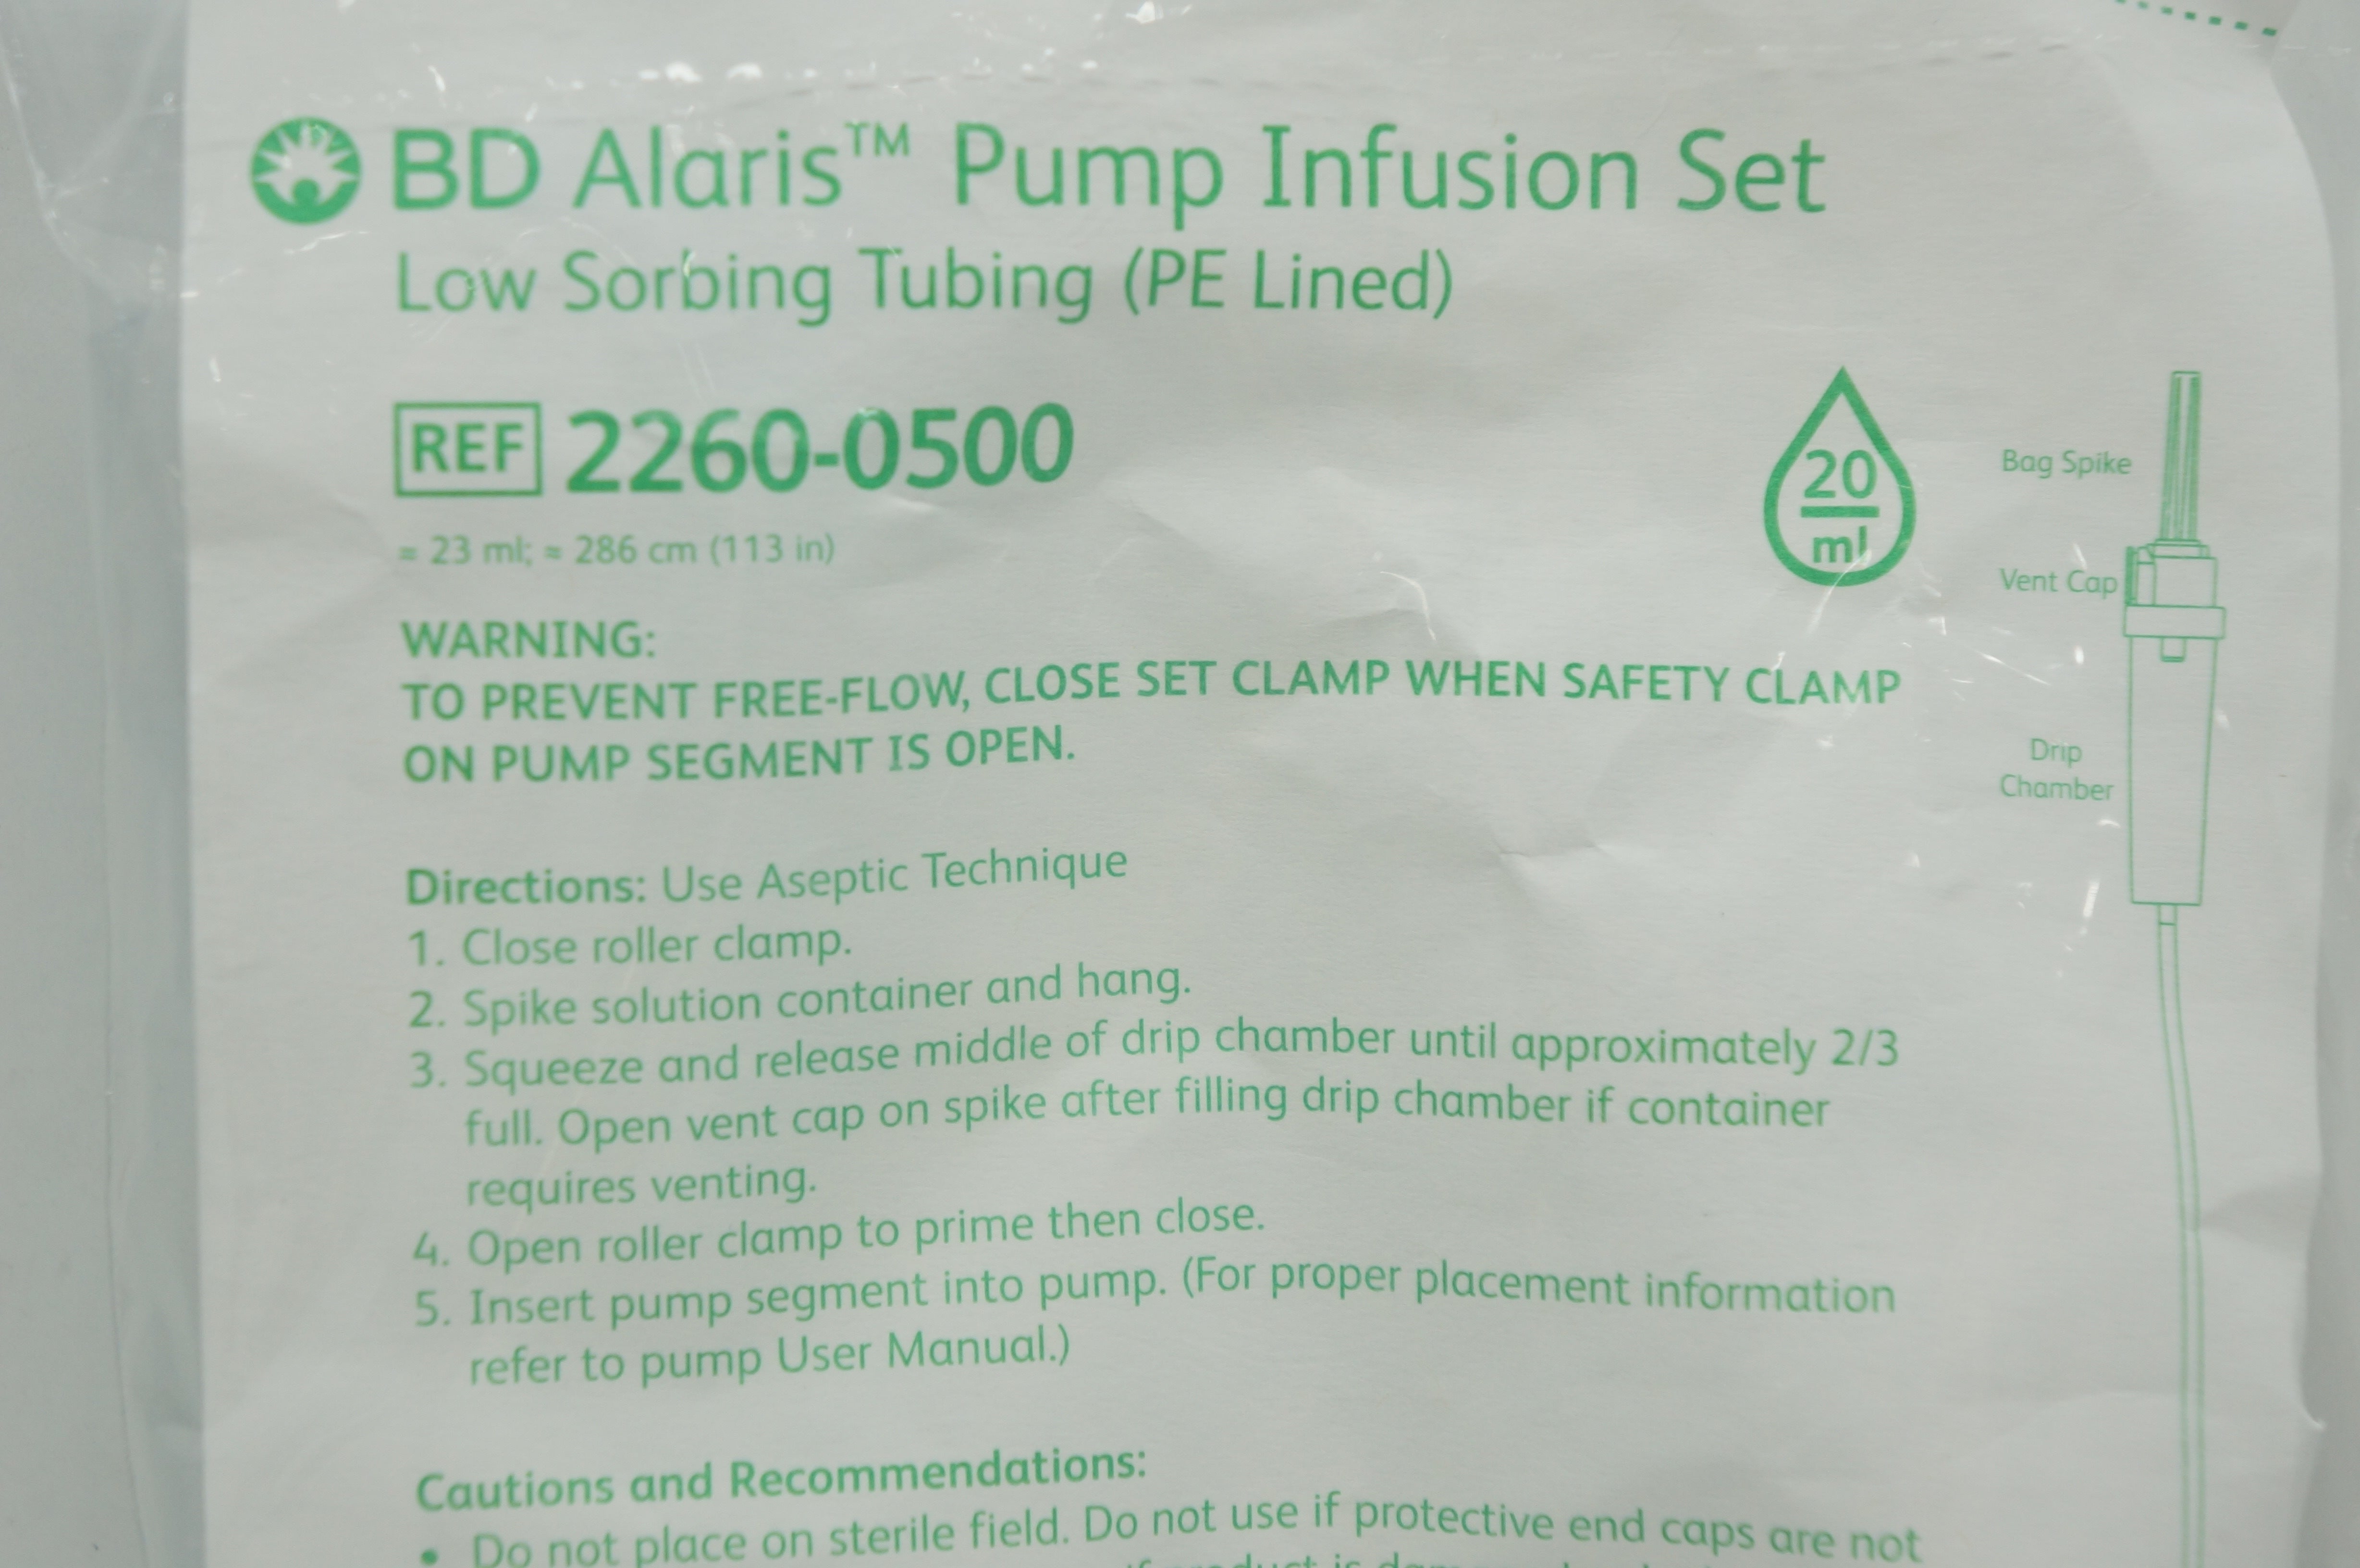 BD Alaris™ Pump Infusion Set
Low Sorbing Tubing (PE Lined)
REF 2260-0500
≈ 23 ml; ≈ 286 cm (113 in)
20
ml
Bag Spike
Vent Cap
Drip
Chamber
WARNING:
TO PREVENT FREE-FLOW, CLOSE SET CLAMP WHEN SAFETY CLAMP
ON PUMP SEGMENT IS OPEN.
Directions: Use Aseptic Technique
1. Close roller clamp.
2. Spike solution container and hang.
3. Squeeze and release middle of drip chamber until approximately 2/3
full. Open vent cap on spike after filling drip chamber if container
requires venting.
4. Open roller clamp to prime then close.
5. Insert pump segment into pump. (For proper placement information
refer to pump User Manual.)
Cautions and Recommendations:
• Do not place on sterile field. Do not use if protective end caps are not
if product is